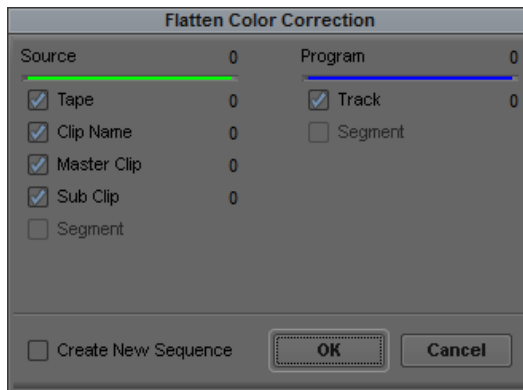 Flatten Color Correction
Source 0
Tape 0
Clip Name 0
Master Clip 0
Sub Clip 0
Segment
Program 0
Track 0
Segment
Create New Sequence
OK
Cancel